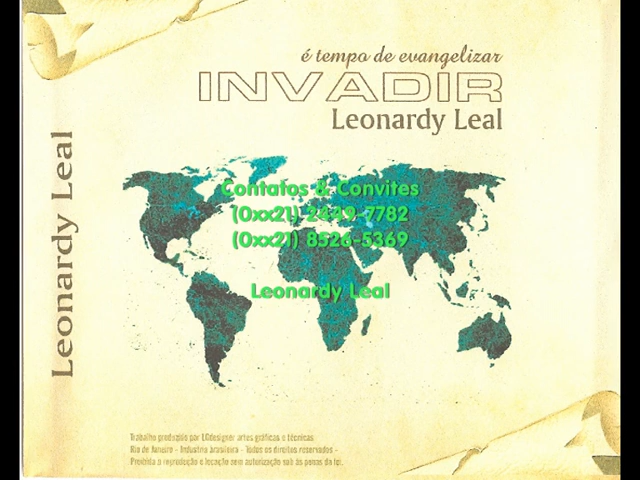 é tempo de evangelizar
INVADIR
Leonardy Leal
Leonardy Leal
Contatos & Convites
(0xx21) 2449-7782
(0xx21) 8526-5369
Leonardy Leal
Trabalho produzido por LGdesigner artes gráficas e técnicas
Rio de Janeiro - Industria brasileira - Todos os direitos reservados -
Proibida a reprodução e locação sem autorização sob as penas da lei.